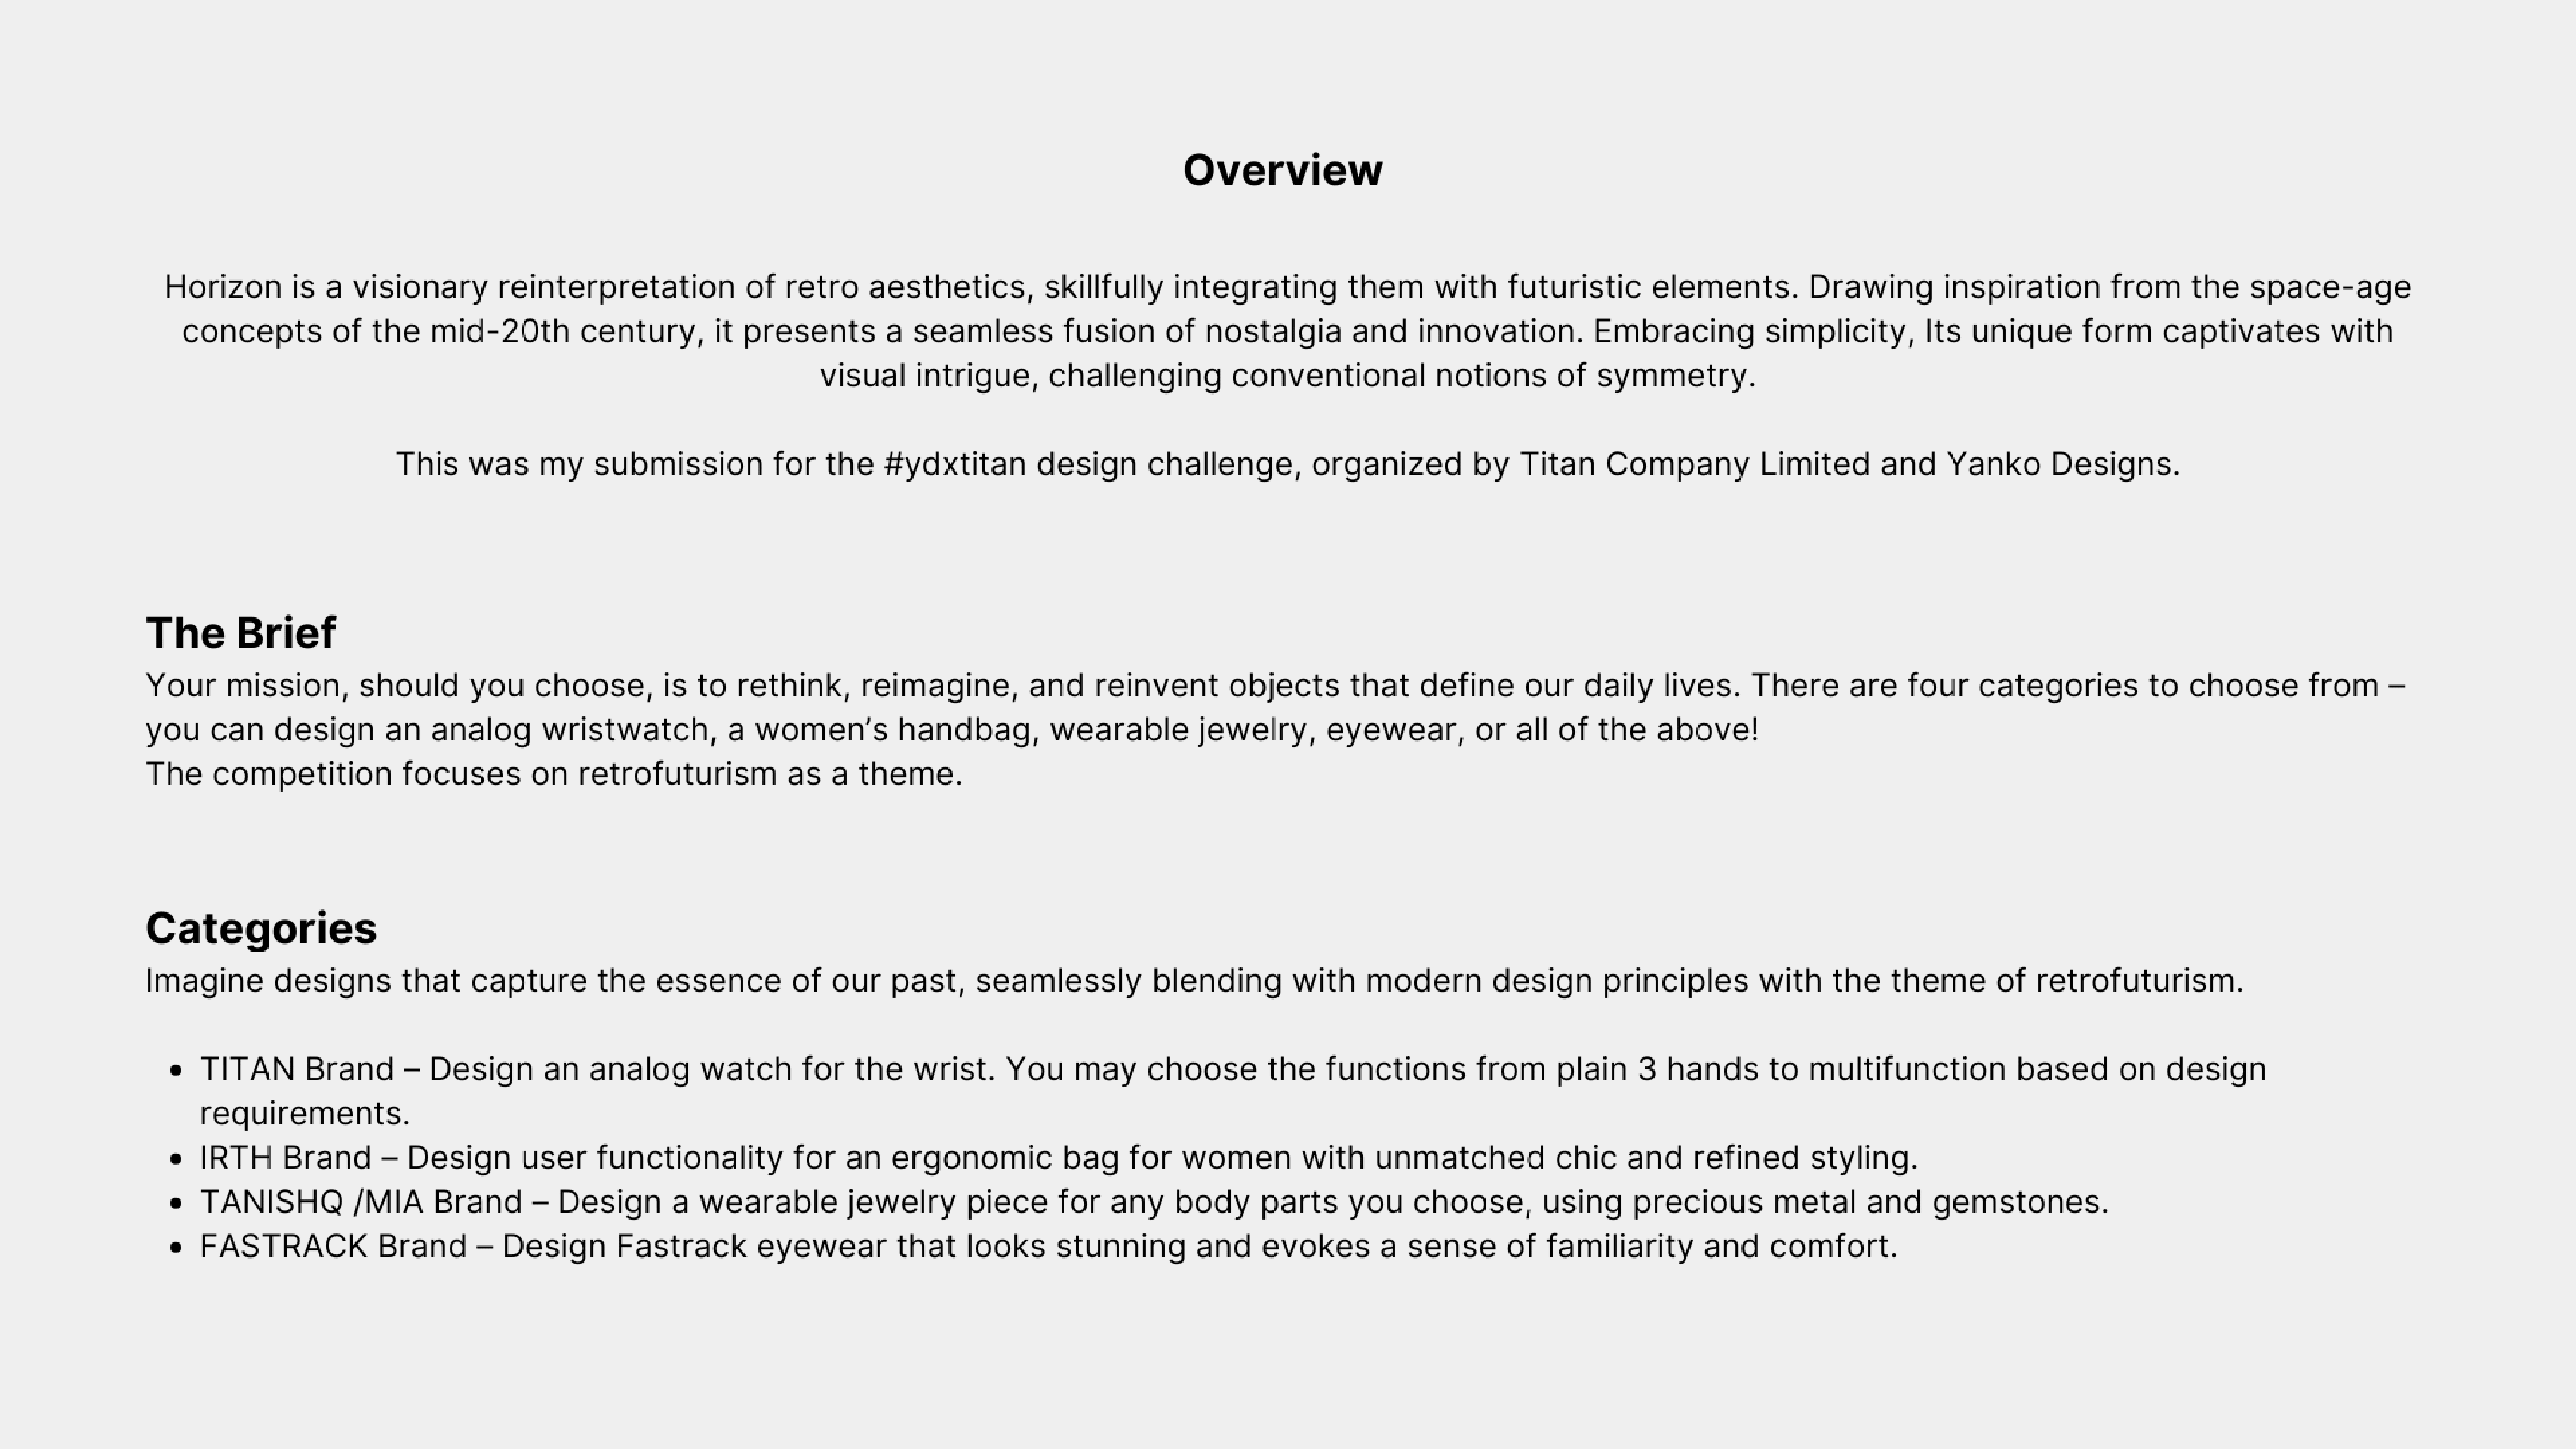 Overview
Horizon is a visionary reinterpretation of retro aesthetics, skillfully integrating them with futuristic elements. Drawing inspiration from the space-age
concepts of the mid-20th century, it presents a seamless fusion of nostalgia and innovation. Embracing simplicity, Its unique form captivates with
visual intrigue, challenging conventional notions of symmetry.
This was my submission for the #ydxtitan design challenge, organized by Titan Company Limited and Yanko Designs.
The Brief
Your mission, should you choose, is to rethink, reimagine, and reinvent objects that define our daily lives. There are four categories to choose from –
you can design an analog wristwatch, a women’s handbag, wearable jewelry, eyewear, or all of the above!
The competition focuses on retrofuturism as a theme.
Categories
Imagine designs that capture the essence of our past, seamlessly blending with modern design principles with the theme of retrofuturism.
• TITAN Brand – Design an analog watch for the wrist. You may choose the functions from plain 3 hands to multifunction based on design
requirements.
• IRTH Brand – Design user functionality for an ergonomic bag for women with unmatched chic and refined styling.
• TANISHQ /MIA Brand – Design a wearable jewelry piece for any body parts you choose, using precious metal and gemstones.
• FASTRACK Brand – Design Fastrack eyewear that looks stunning and evokes a sense of familiarity and comfort.